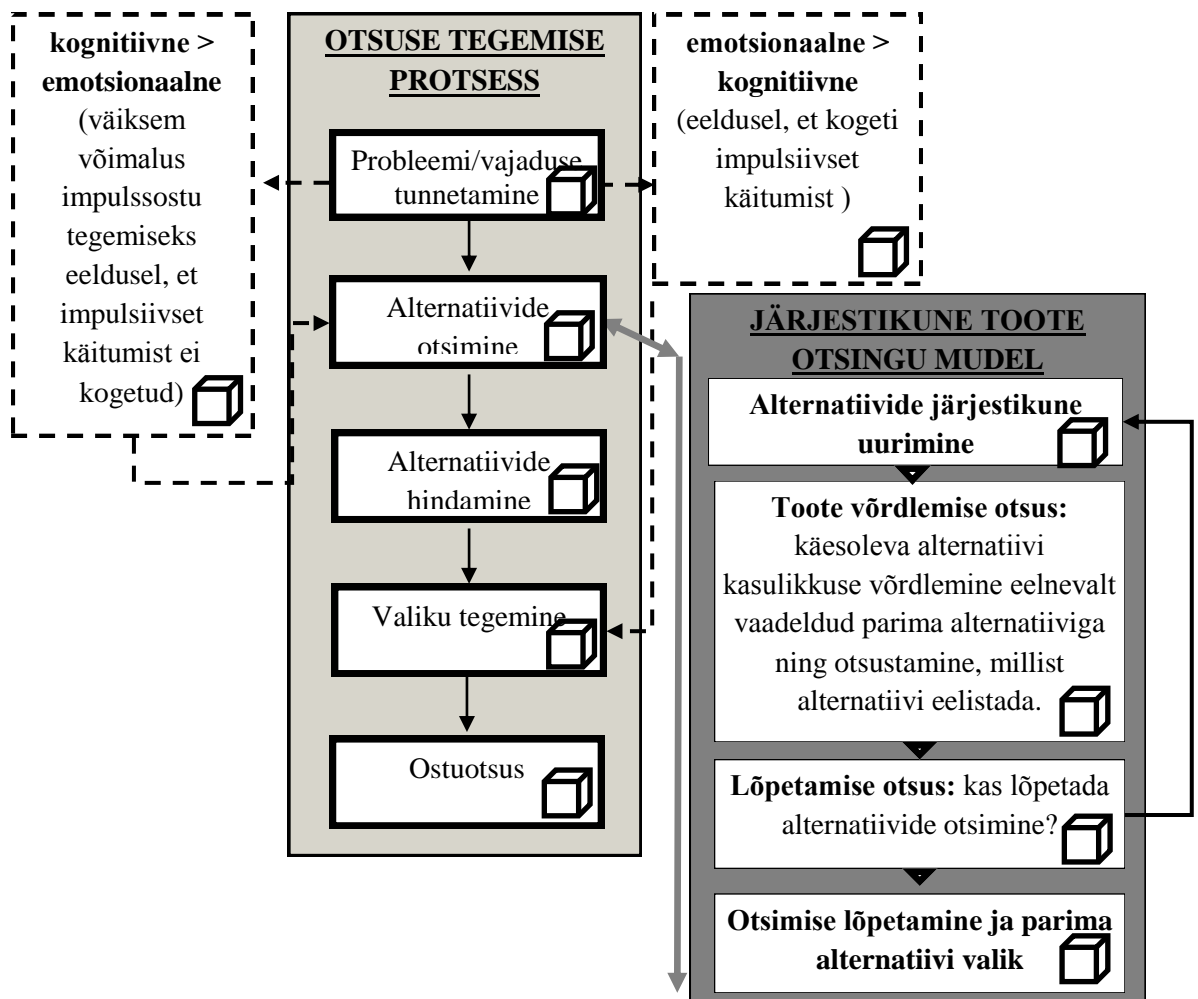 kognitiivne >
emotsionaalne
(väiksem
võimalus
impulssostu
tegemiseks
eeldusel, et
impulsiivset
käitumist ei
kogetud)
OTSUSE TEGEMISE
PROTSESS
Probleemi/vajaduse
tunnetamine
Alternatiivide
otsimine
Alternatiivide
hindamine
Valiku tegemine
Ostuotsus
emotsionaalne >
kognitiivne
(eeldusel, et kogeti
impulsiivset
käitumist )
JÄRJESTIKUNE TOOTE
OTSINGU MUDEL
Alternatiivide järjestikune
uurimine
Toote võrdlemise otsus:
käesoleva alternatiivi
kasulikkuse võrdlemine eelnevalt
vaadeldud parima alternatiiviga
ning otsustamine, millist
alternatiivi eelistada.
Lõpetamise otsus: kas lõpetada
alternatiivide otsimine?
Otsimise lõpetamine ja parima
alternatiivi valik